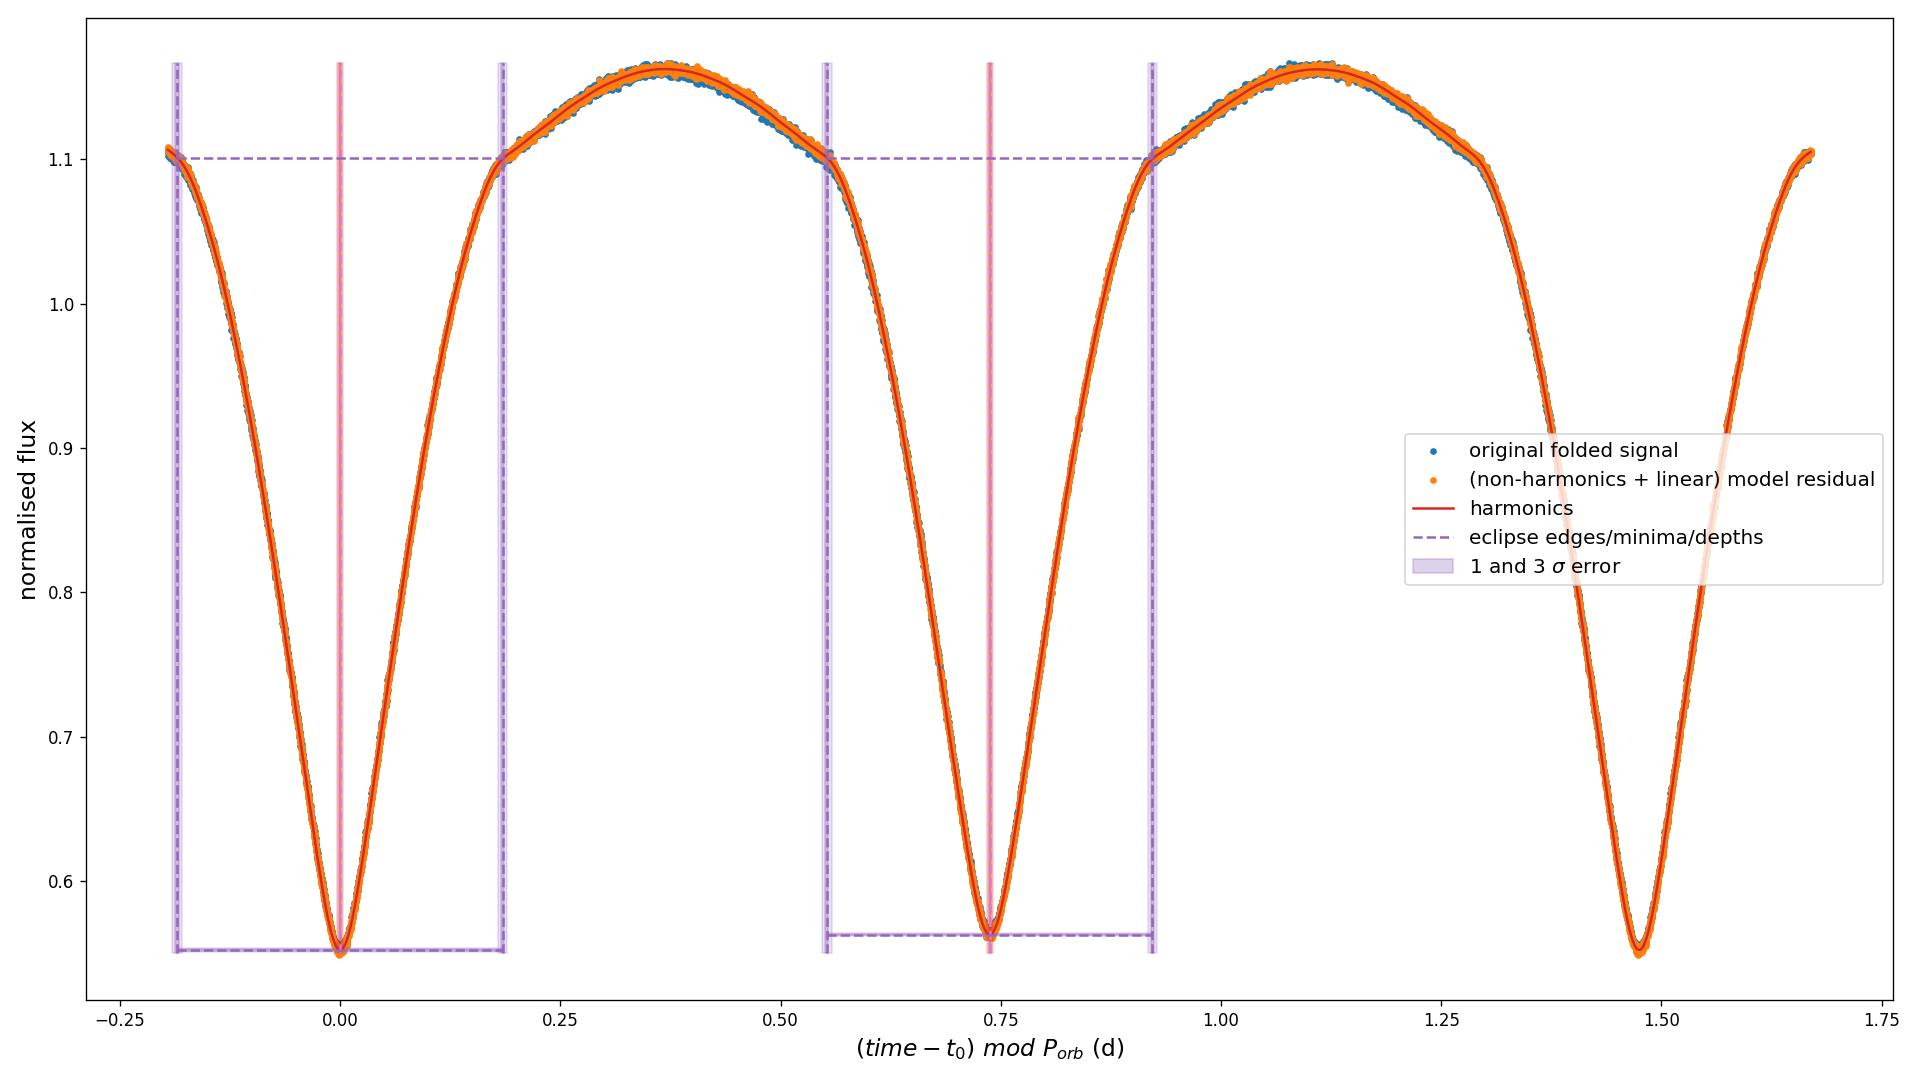 normalised flux
1.1
1.0
0.9
0.8
0.7
0.6
original folded signal
(non-harmonics + linear) model residual
harmonics
eclipse edges/minima/depths
1 and 3 σ error
−0.25 0.00 0.25 0.50 0.75 1.00 1.25 1.50 1.75
(time − t₀) mod Pₒᵣb (d)